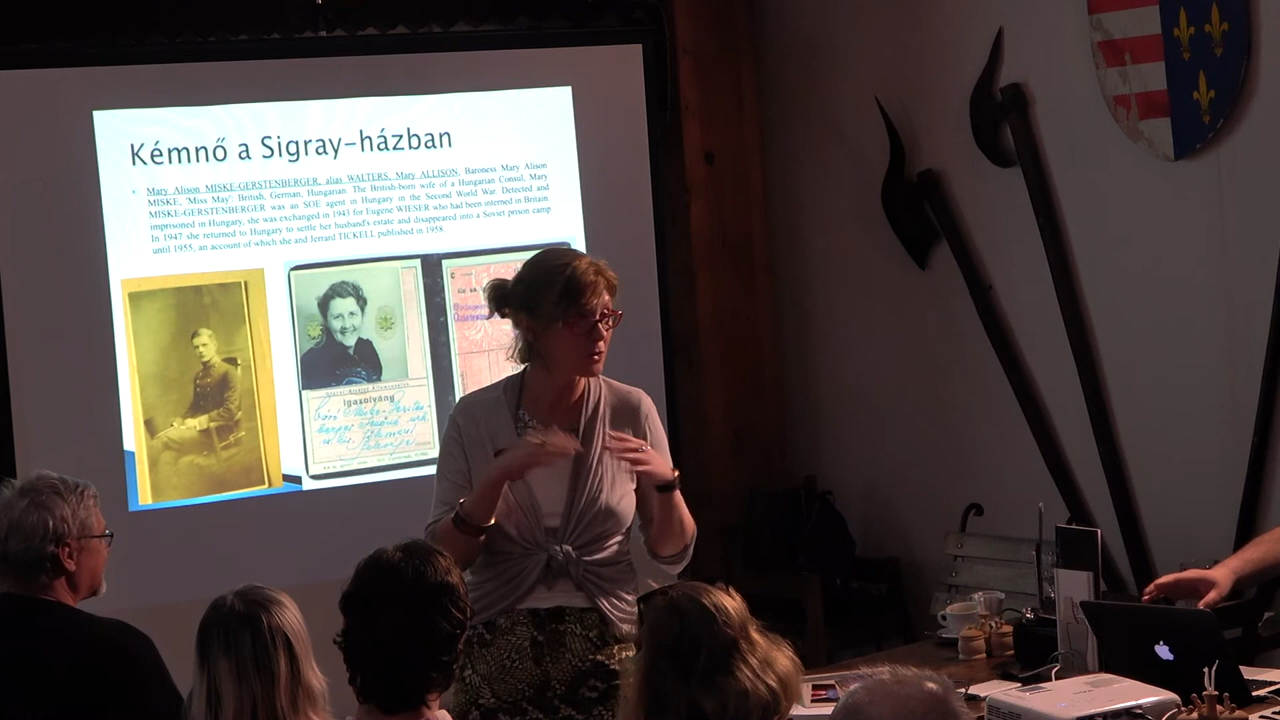 Kémnő a Sigray-házban
Mary Alison MISKE-GERSTENBERGER, alias WALTERS, Mary ALLISON, Baroness Mary Alison
MISKE, 'Miss May': British, German, Hungarian. The British-born wife of a Hungarian Consul, Mary
MISKE-GERSTENBERGER was an SOE agent in Hungary in the Second World War. Detected and
imprisoned in Hungary, she was exchanged in 1943 for Eugene WIESER who had been interned in Britain.
In 1947 she returned to Hungary to settle her husband's estate and disappeared into a Soviet prison camp
until 1955, an account of which she and Jerrard TICKELL published in 1958
Igazolvány